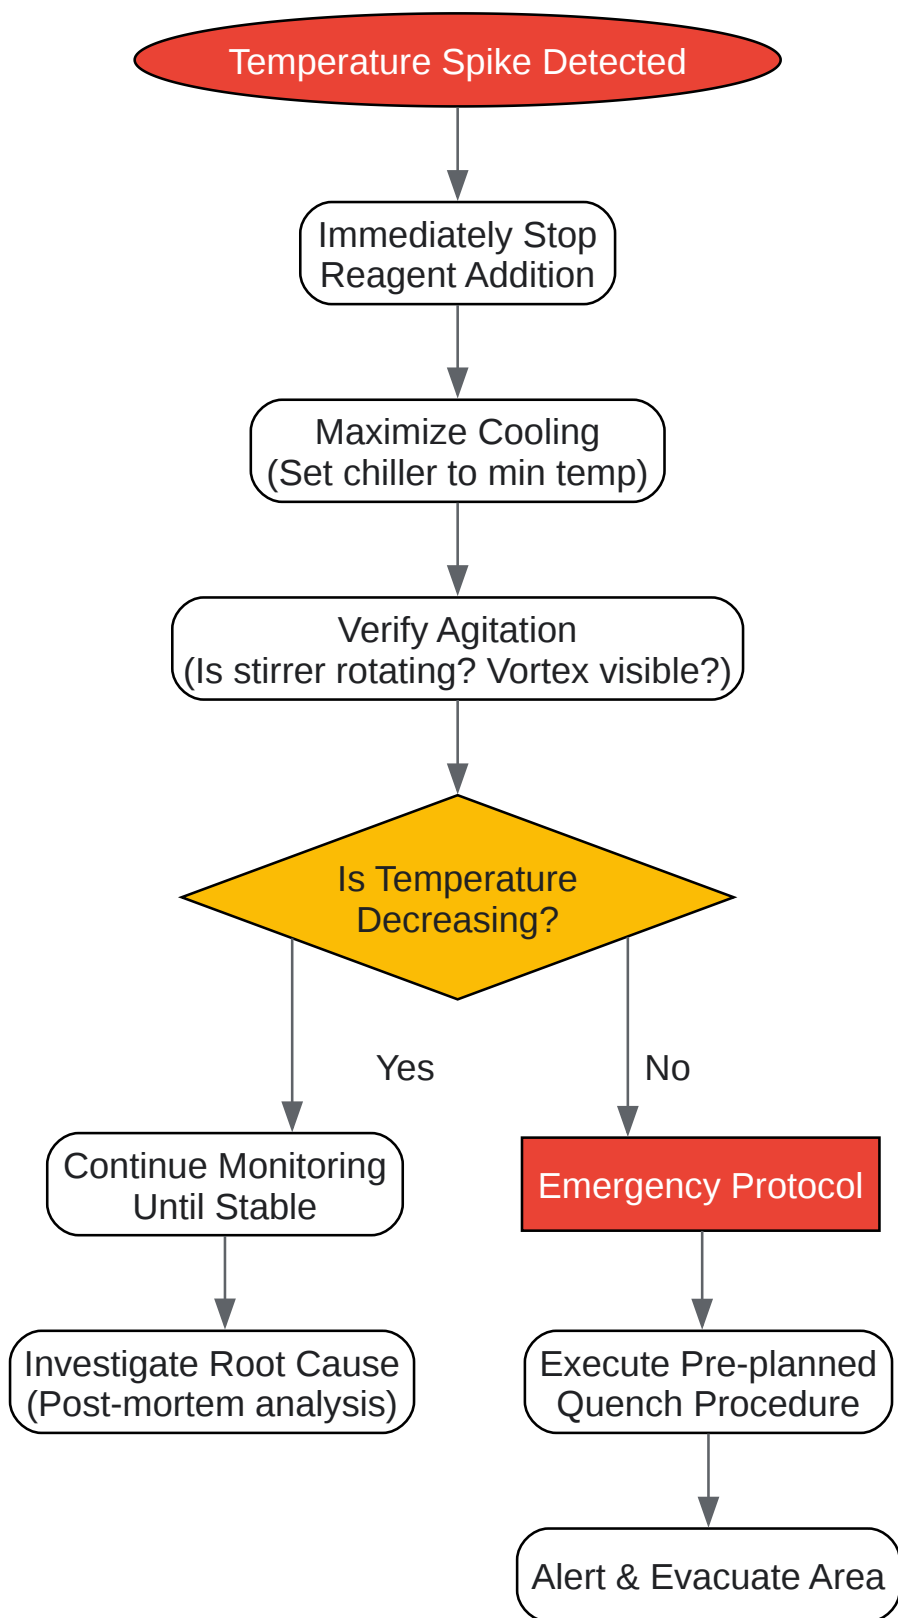 Temperature Spike Detected
Immediately Stop
Reagent Addition
Maximize Cooling
(Set chiller to min temp)
Verify Agitation
(Is stirrer rotating? Vortex visible?)
Is Temperature
Decreasing?
Yes
No
Continue Monitoring
Until Stable
Emergency Protocol
Investigate Root Cause
(Post-mortem analysis)
Execute Pre-planned
Quench Procedure
Alert & Evacuate Area